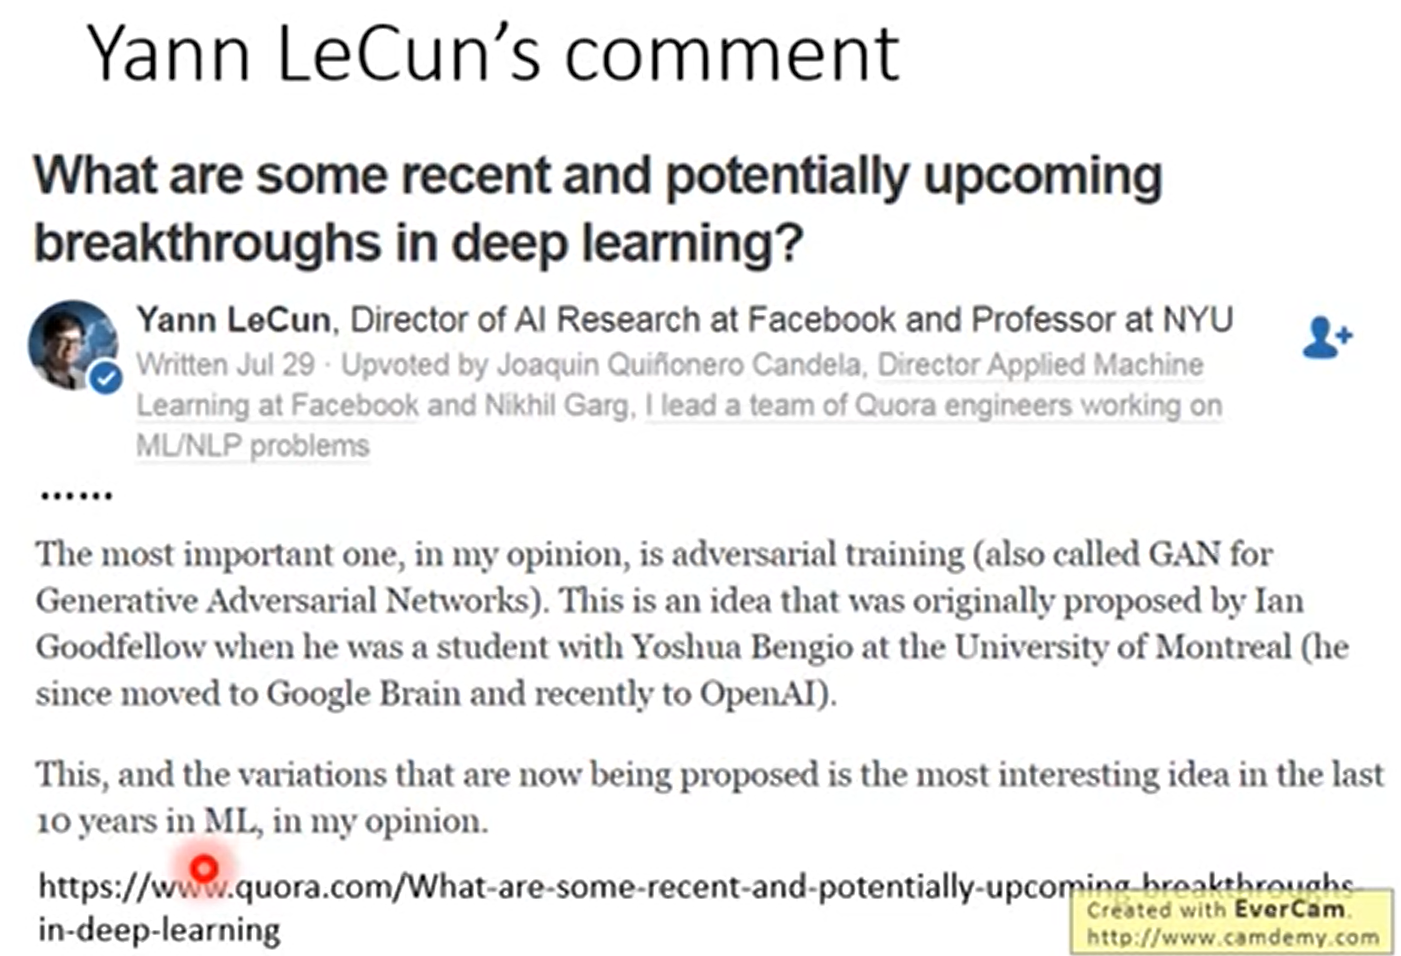 Yann LeCun’s comment
What are some recent and potentially upcoming
breakthroughs in deep learning?
Yann LeCun, Director of AI Research at Facebook and Professor at NYU
Written Jul 29 · Upvoted by Joaquin Quiñonero Candela, Director Applied Machine
Learning at Facebook and Nikhil Garg, I lead a team of Quora engineers working on
ML/NLP problems
......
The most important one, in my opinion, is adversarial training (also called GAN for
Generative Adversarial Networks). This is an idea that was originally proposed by Ian
Goodfellow when he was a student with Yoshua Bengio at the University of Montreal (he
since moved to Google Brain and recently to OpenAI).
This, and the variations that are now being proposed is the most interesting idea in the last
10 years in ML, in my opinion.
https://www.quora.com/What-are-some-recent-and-potentially-upcoming-breakthroughs-
in-deep-learning
Created with EverCam.
http://www.camdemy.com